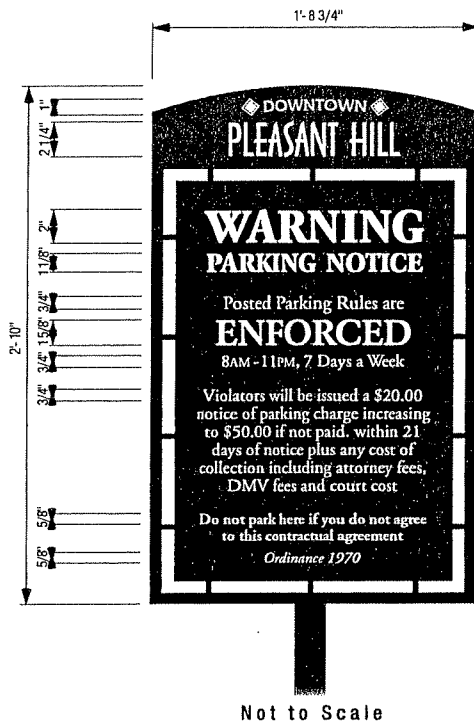 1'-8 3/4"
2'-10"
1"
2 1/4"
2"
1 1/8"
3/4"
1 5/8"
3/4"
3/4"
5/8"
5/8"
DOWNTOWN
PLEASANT HILL
WARNING
PARKING NOTICE
Posted Parking Rules are
ENFORCED
8AM - 11PM, 7 Days a Week
Violators will be issued a $20.00
notice of parking charge increasing
to $50.00 if not paid. within 21
days of notice plus any cost of
collection including attorney fees,
DMV fees and court cost
Do not park here if you do not agree
to this contractual agreement
Ordinance 1970
Not to Scale